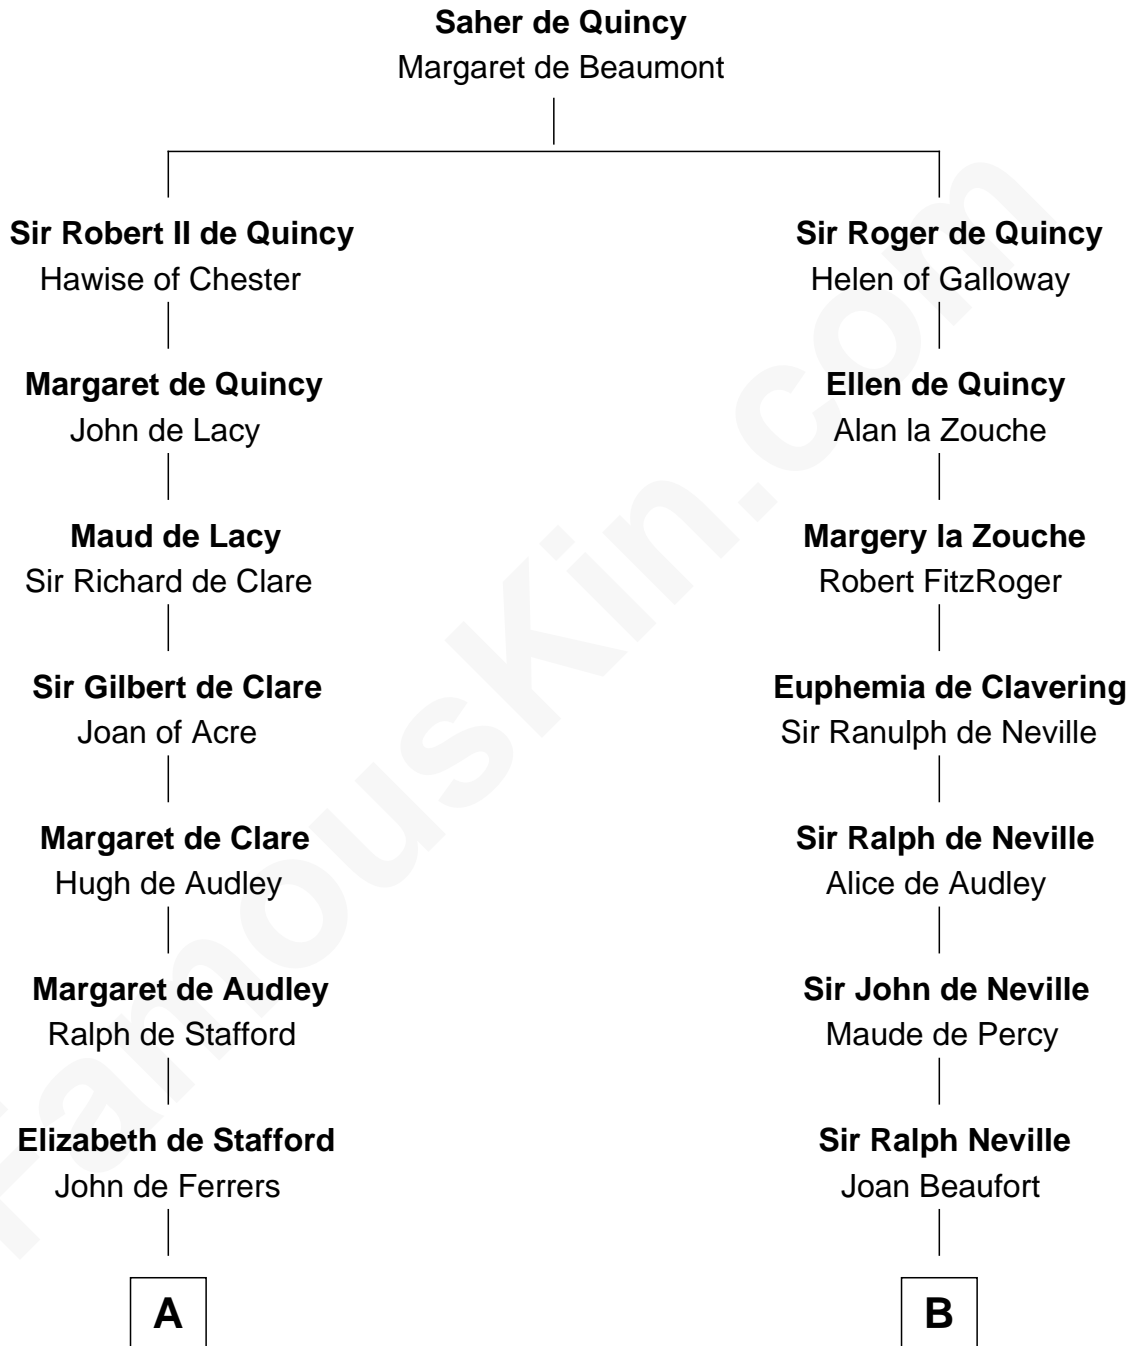 Saher de Quincy
Margaret de Beaumont
Sir Robert II de Quincy
Hawise of Chester
Sir Roger de Quincy
Helen of Galloway
Margaret de Quincy
John de Lacy
Ellen de Quincy
Alan la Zouche
Maud de Lacy
Sir Richard de Clare
Margery la Zouche
Robert FitzRoger
Sir Gilbert de Clare
Joan of Acre
Euphemia de Clavering
Sir Ranulph de Neville
Margaret de Clare
Hugh de Audley
Sir Ralph de Neville
Alice de Audley
Margaret de Audley
Ralph de Stafford
Sir John de Neville
Maude de Percy
Elizabeth de Stafford
John de Ferrers
Sir Ralph Neville
Joan Beaufort
A
B
FamousKin.com